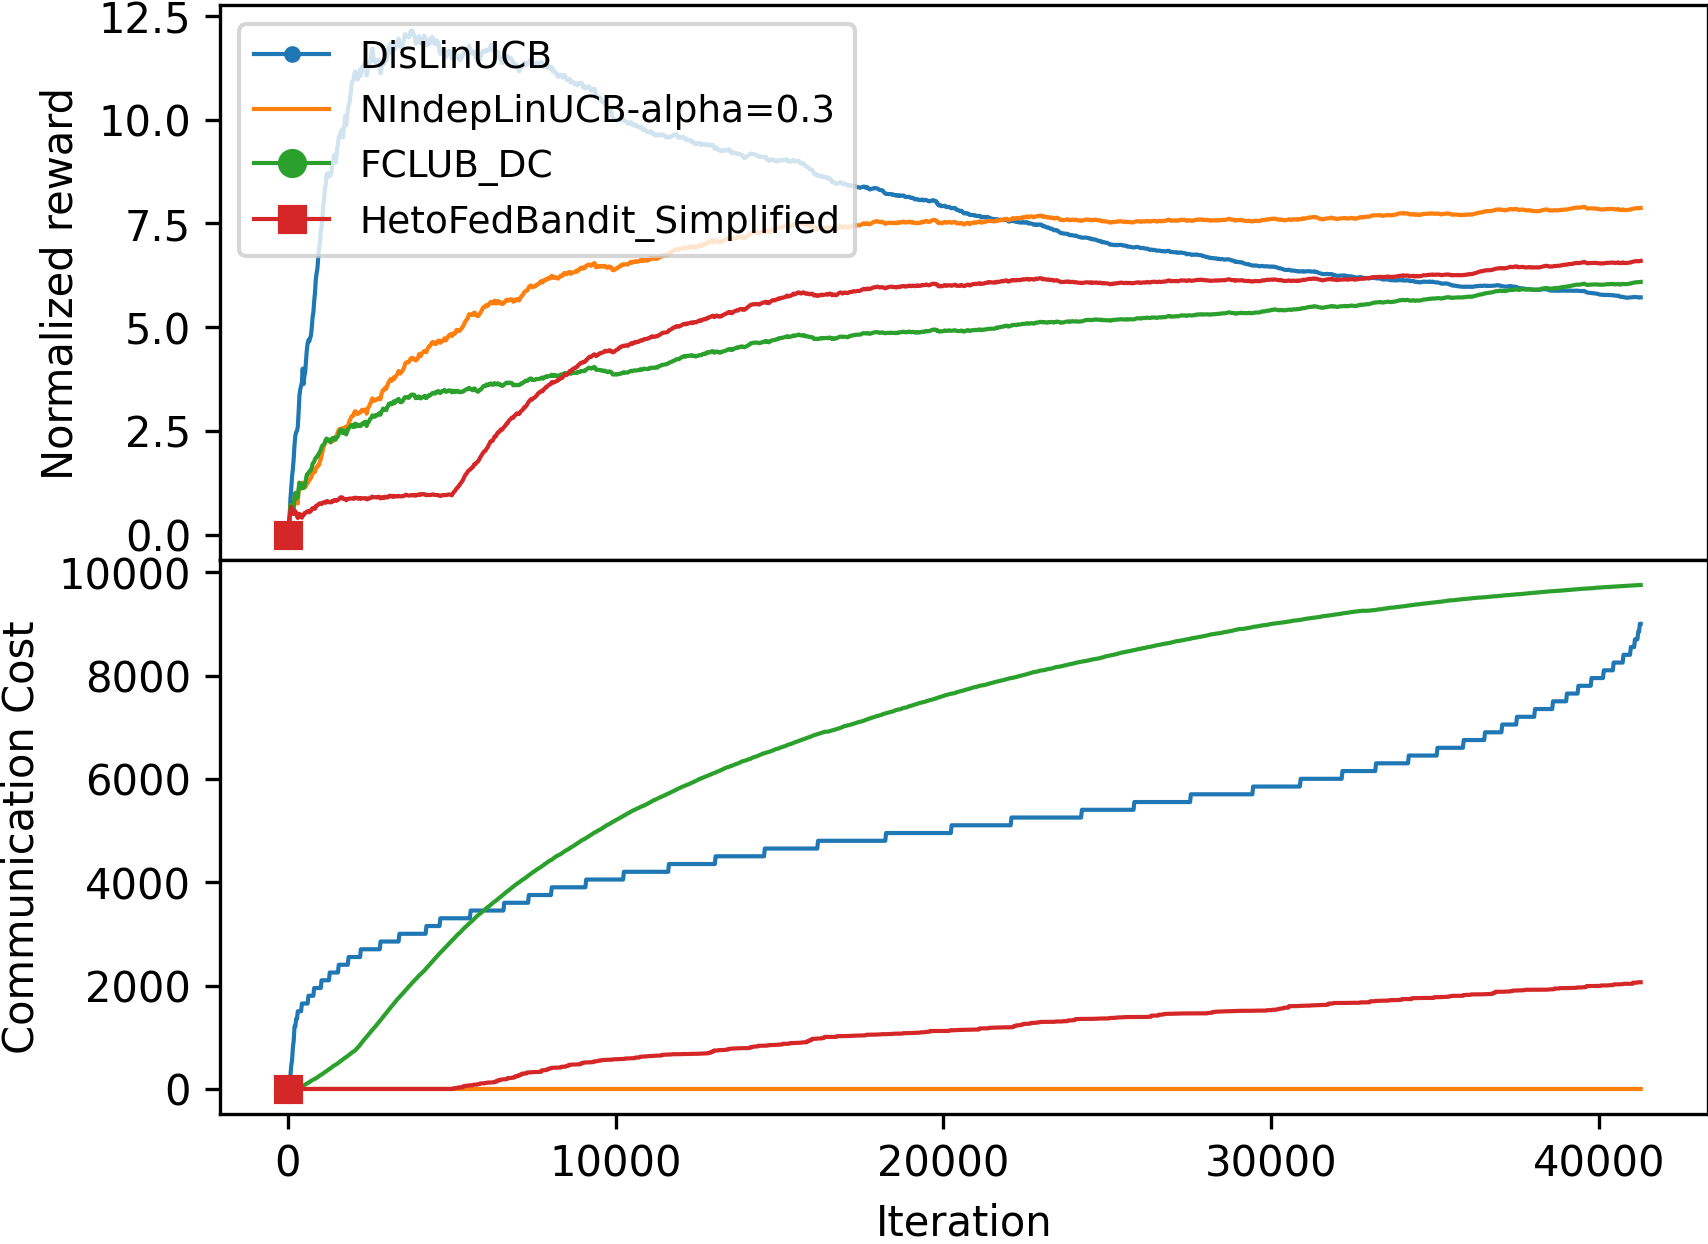 12.5
10.0
7.5
5.0
2.5
0.0
Normalized reward
DisLinUCB
NIndepLinUCB-alpha=0.3
FCLUB_DC
HetoFedBandit_Simplified
10000
8000
6000
4000
2000
0
Communication Cost
0 10000 20000 30000 40000
Iteration